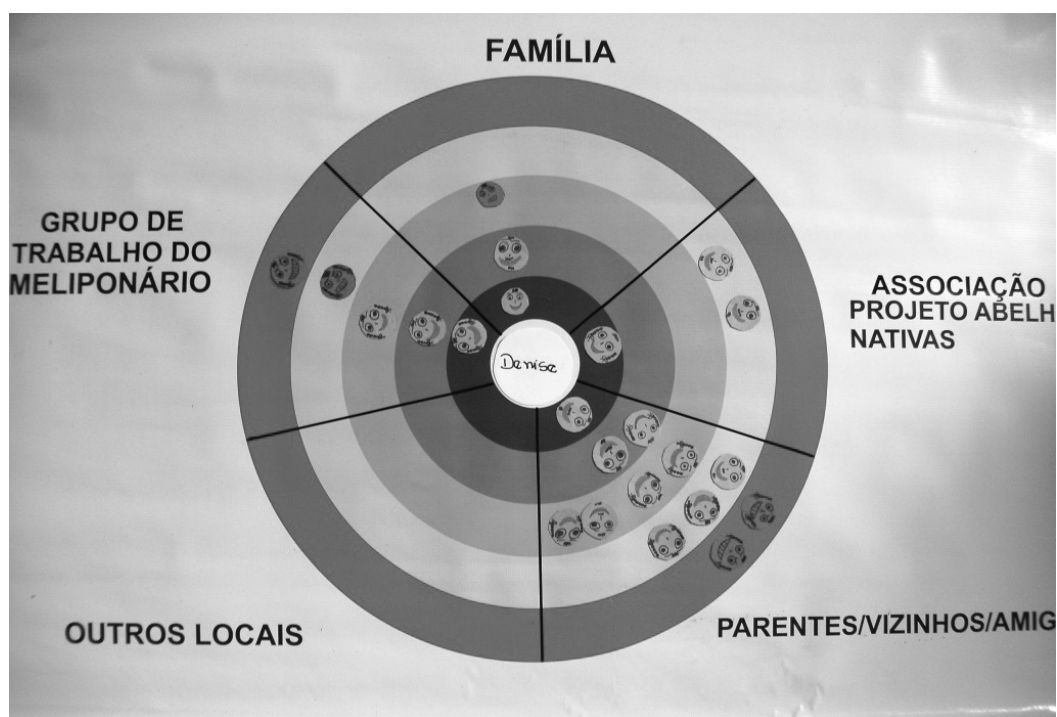 FAMÍLIA
GRUPO DE
TRABALHO DO
MELIPONÁRIO
ASSOCIAÇÃO
PROJETO ABELH
NATIVAS
Denise
OUTROS LOCAIS
PARENTES/VIZINHOS/AMIG